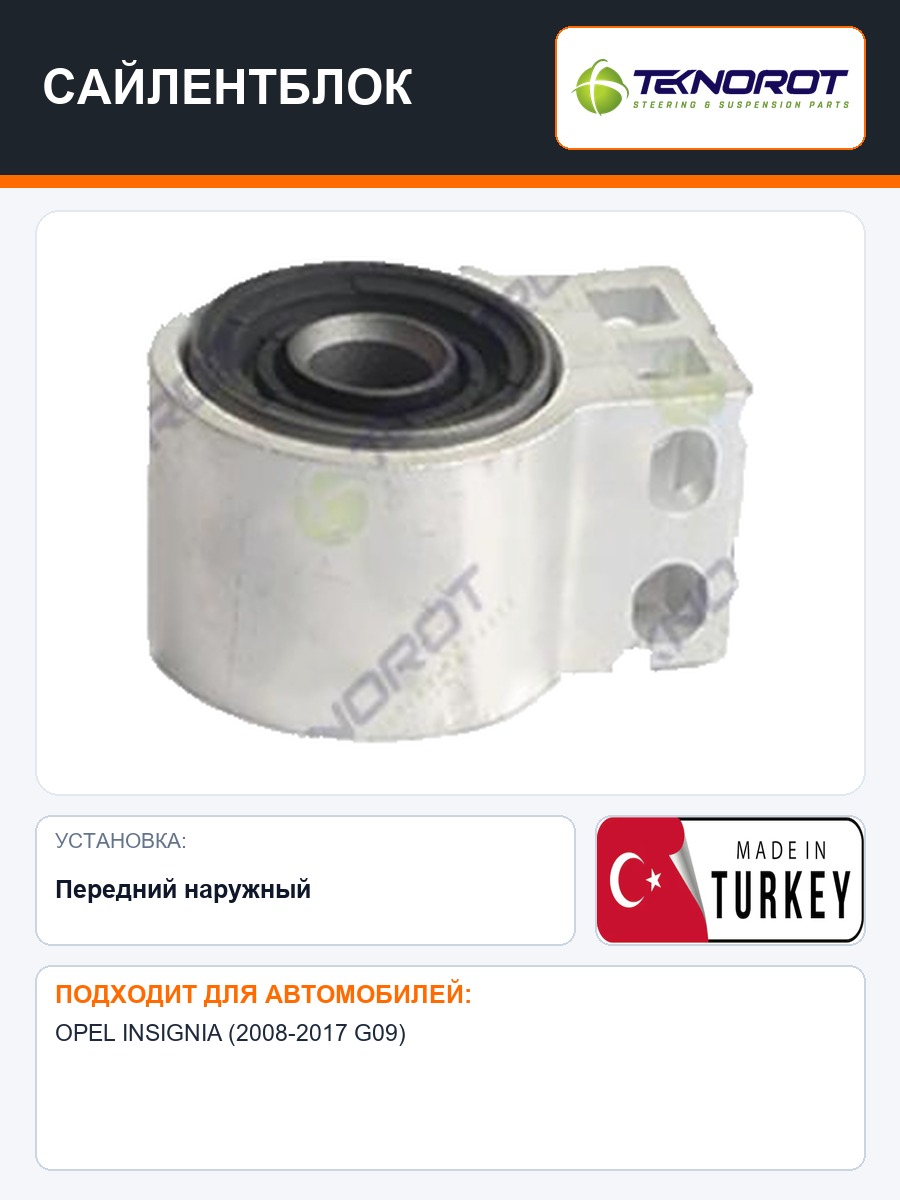 САЙЛЕНТБЛОК
TEKNOROT
STEERING & SUSPENSION PARTS
TEKNOROT
УСТАНОВКА:
Передний наружный
MADE IN
TURKEY
ПОДХОДИТ ДЛЯ АВТОМОБИЛЕЙ:
OPEL INSIGNIA (2008-2017 G09)